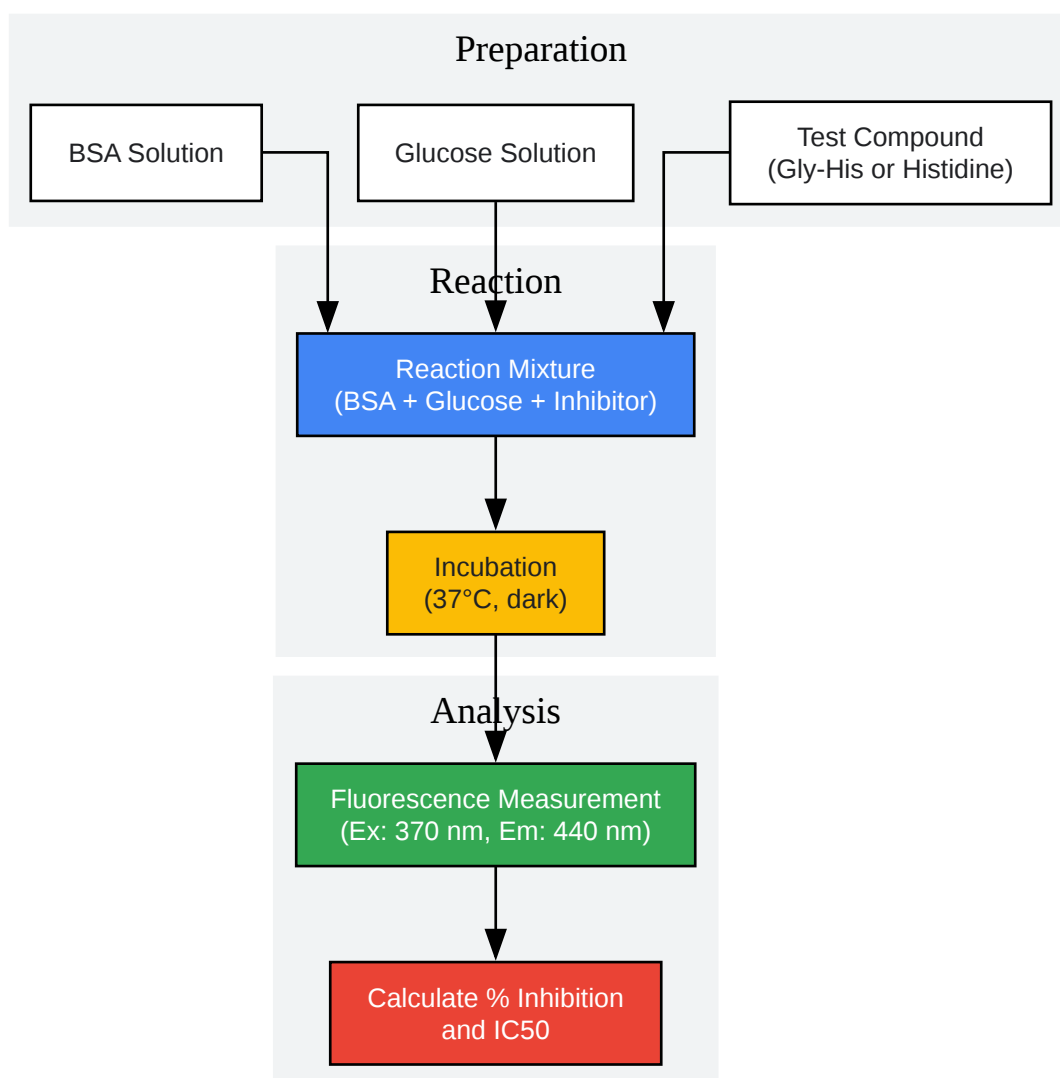 Preparation
BSA Solution
Glucose Solution
Test Compound
(Gly-His or Histidine)
Reaction
Reaction Mixture
(BSA + Glucose + Inhibitor)
Incubation
(37°C, dark)
Analysis
Fluorescence Measurement
(Ex: 370 nm, Em: 440 nm)
Calculate % Inhibition
and IC50